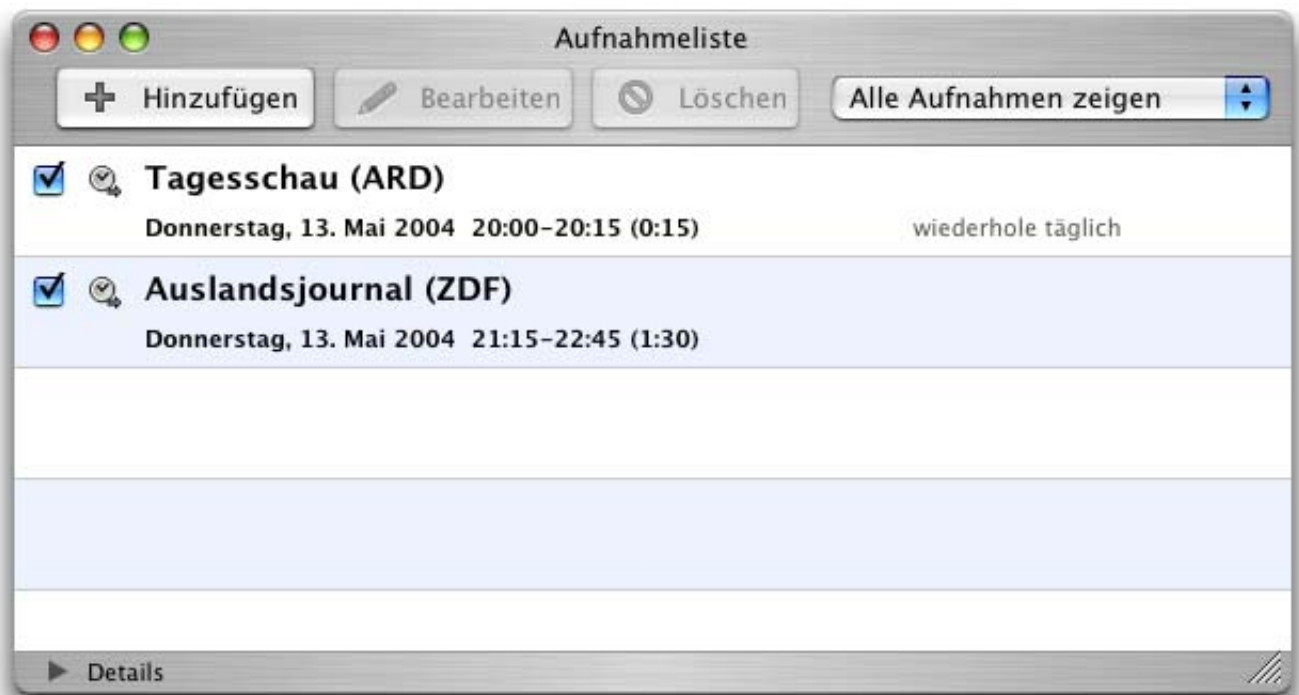 Aufnahmeliste
Hinzufügen Bearbeiten Löschen Alle Aufnahmen zeigen
Tagesschau (ARD)
Donnerstag, 13. Mai 2004 20:00–20:15 (0:15) wiederhole täglich
Auslandsjournal (ZDF)
Donnerstag, 13. Mai 2004 21:15–22:45 (1:30)
Details